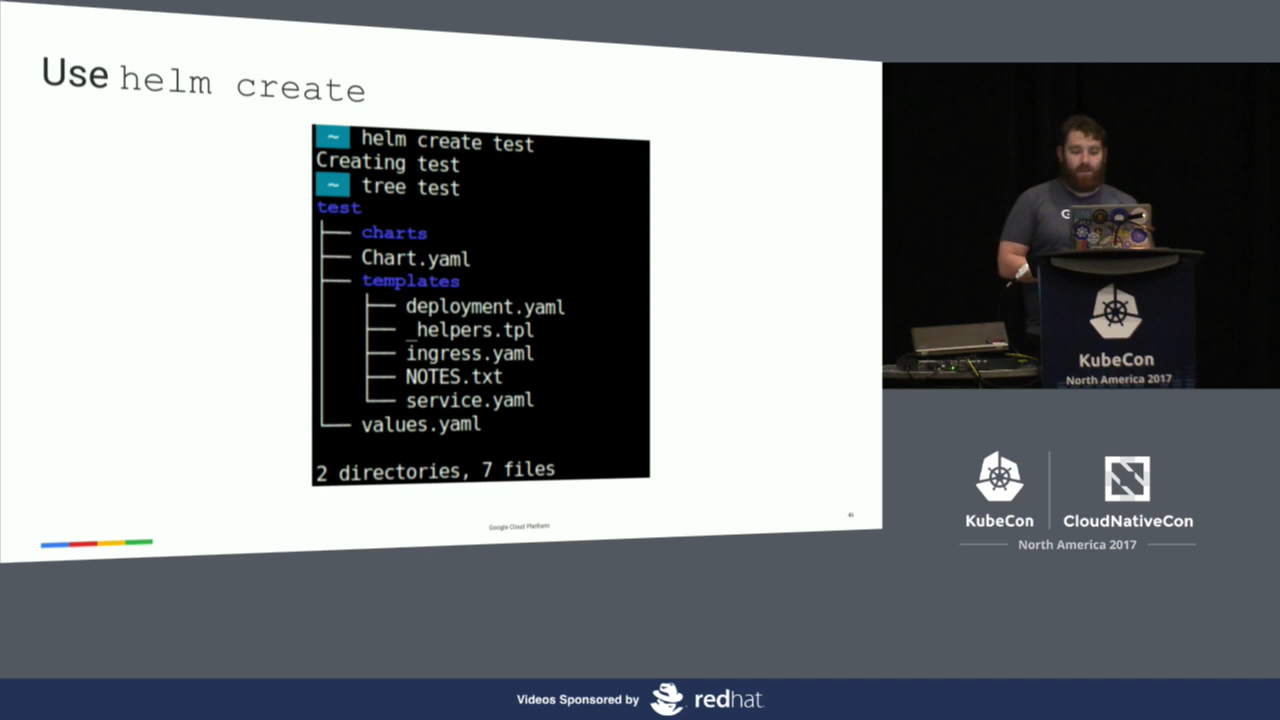 Use helm create
~ helm create test
Creating test
~ tree test
test
├── charts
├── Chart.yaml
├── templates
│   ├── deployment.yaml
│   ├── _helpers.tpl
│   ├── ingress.yaml
│   ├── NOTES.txt
│   └── service.yaml
└── values.yaml
2 directories, 7 files
Google Cloud Platform
G
KubeCon
North America 2017
KubeCon
CloudNativeCon
North America 2017
Videos Sponsored by
redhat